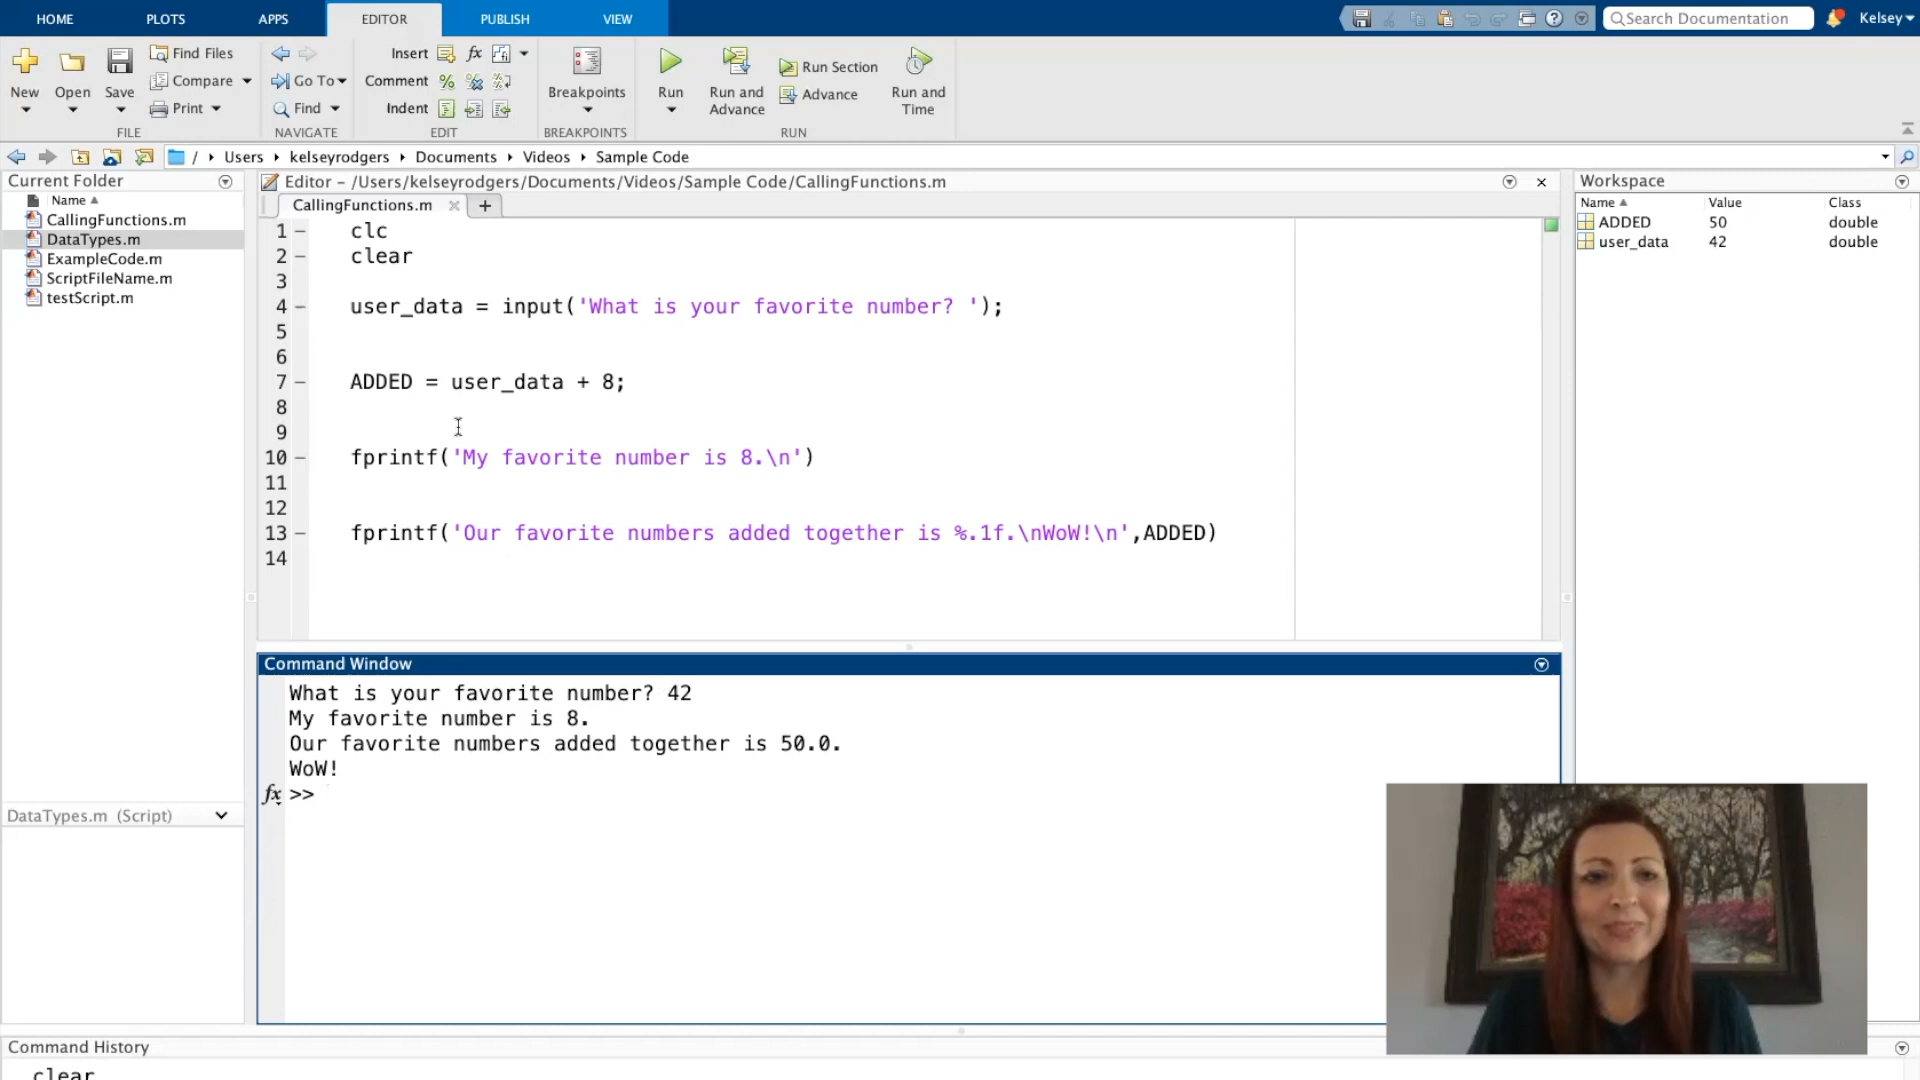 HOME PLOTS APPS EDITOR PUBLISH VIEW
Search Documentation Kelsey
New Open Save Find Files Compare Print
FILE
Go To Find
NAVIGATE
Insert fx
Comment
Indent
EDIT
Breakpoints
BREAKPOINTS
Run Run and Advance Run Section Advance Run and Time
RUN
/ Users kelseyrodgers Documents Videos Sample Code
Current Folder
Name
CallingFunctions.m
DataTypes.m
ExampleCode.m
ScriptFileName.m
testScript.m
DataTypes.m (Script)
Editor – /Users/kelseyrodgers/Documents/Videos/Sample Code/CallingFunctions.m
CallingFunctions.m × +
1 – clc
2 – clear
3
4 – user_data = input('What is your favorite number? ');
5
6
7 – ADDED = user_data + 8;
8
9
10 – fprintf('My favorite number is 8.\n')
11
12
13 – fprintf('Our favorite numbers added together is %.1f.\nWoW!\n',ADDED)
14
Command Window
What is your favorite number? 42
My favorite number is 8.
Our favorite numbers added together is 50.0.
WoW!
fx >>
Workspace
Name Value Class
ADDED 50 double
user_data 42 double
Command History
clear